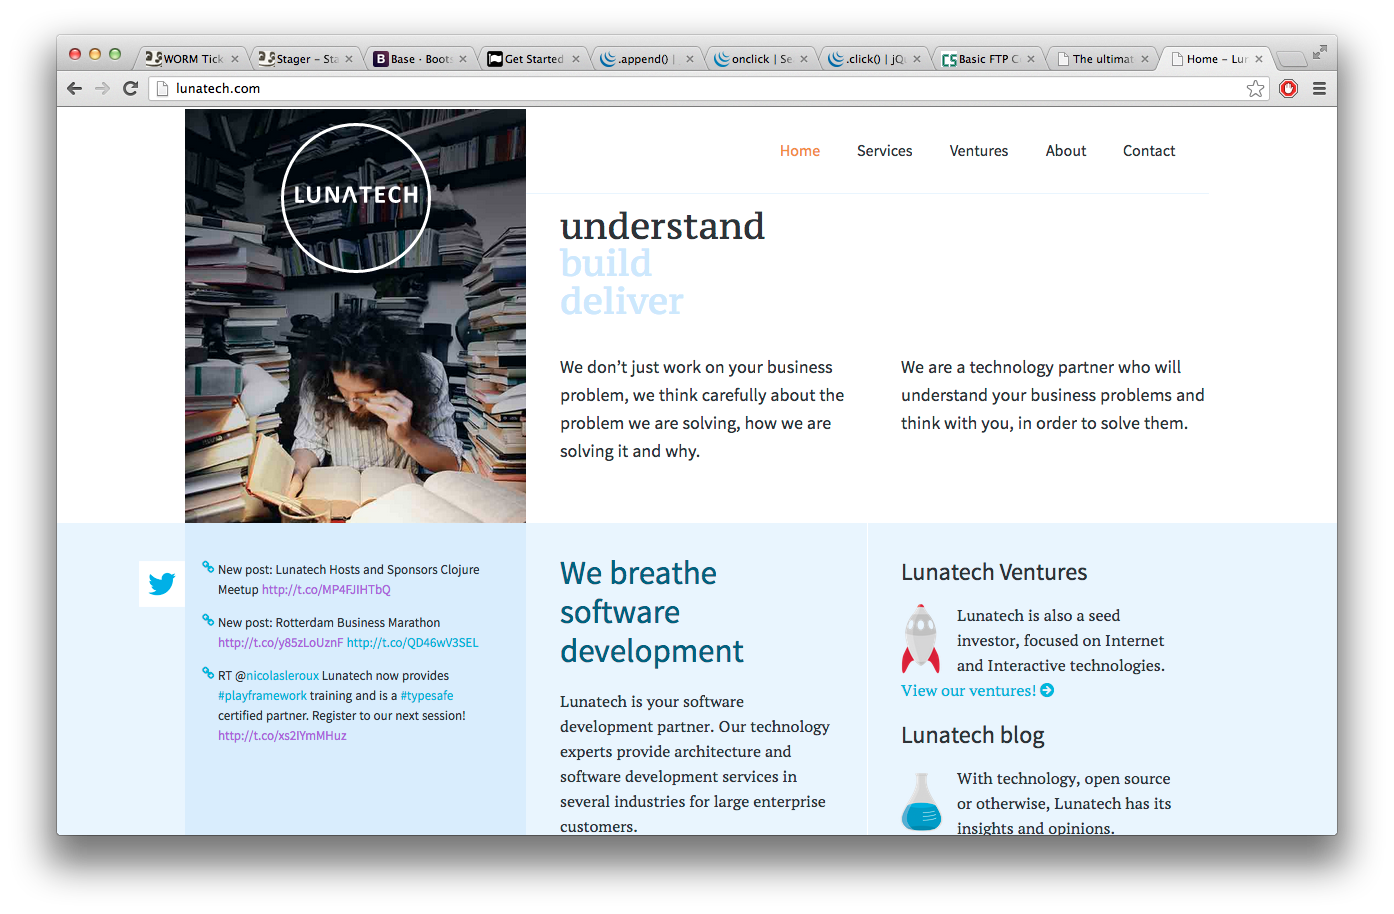 WORM Tick
Stager – Sta
Base · Boots
Get Started
.append() |
onclick | Se
.click() | jQu
Basic FTP C
The ultimat
Home – Lun
lunatech.com
LUNATECH
Home Services Ventures About Contact
understand
build
deliver
We don’t just work on your business
problem, we think carefully about the
problem we are solving, how we are
solving it and why.
We are a technology partner who will
understand your business problems and
think with you, in order to solve them.
New post: Lunatech Hosts and Sponsors Clojure
Meetup http://t.co/MP4FJIHTbQ
New post: Rotterdam Business Marathon
http://t.co/y85zLoUznF http://t.co/QD46wV3SEL
RT @nicolasleroux Lunatech now provides
#playframework training and is a #typesafe
certified partner. Register to our next session!
http://t.co/xs2IYmMHuz
We breathe
software
development
Lunatech is your software
development partner. Our technology
experts provide architecture and
software development services in
several industries for large enterprise
customers.
Lunatech Ventures
Lunatech is also a seed
investor, focused on Internet
and Interactive technologies.
View our ventures!
Lunatech blog
With technology, open source
or otherwise, Lunatech has its
insights and opinions.